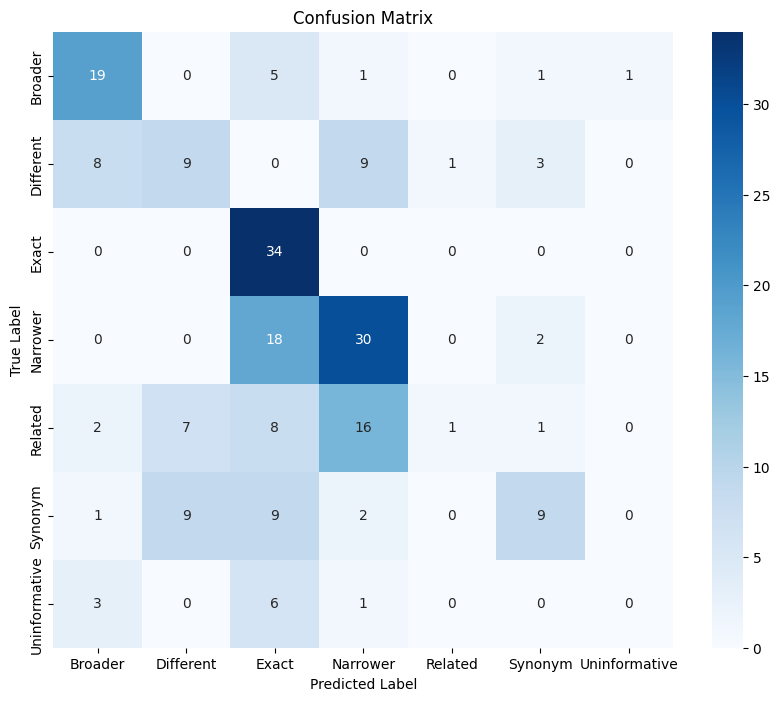 Confusion Matrix
True Label
Broader 19 0 5 1 0 1 1
Different 8 9 0 9 1 3 0
Exact 0 0 34 0 0 0 0
Narrower 0 0 18 30 0 2 0
Related 2 7 8 16 1 1 0
Synonym 1 9 9 2 0 9 0
Uninformative 3 0 6 1 0 0 0
Broader Different Exact Narrower Related Synonym Uninformative
Predicted Label
30
25
20
15
10
5
0